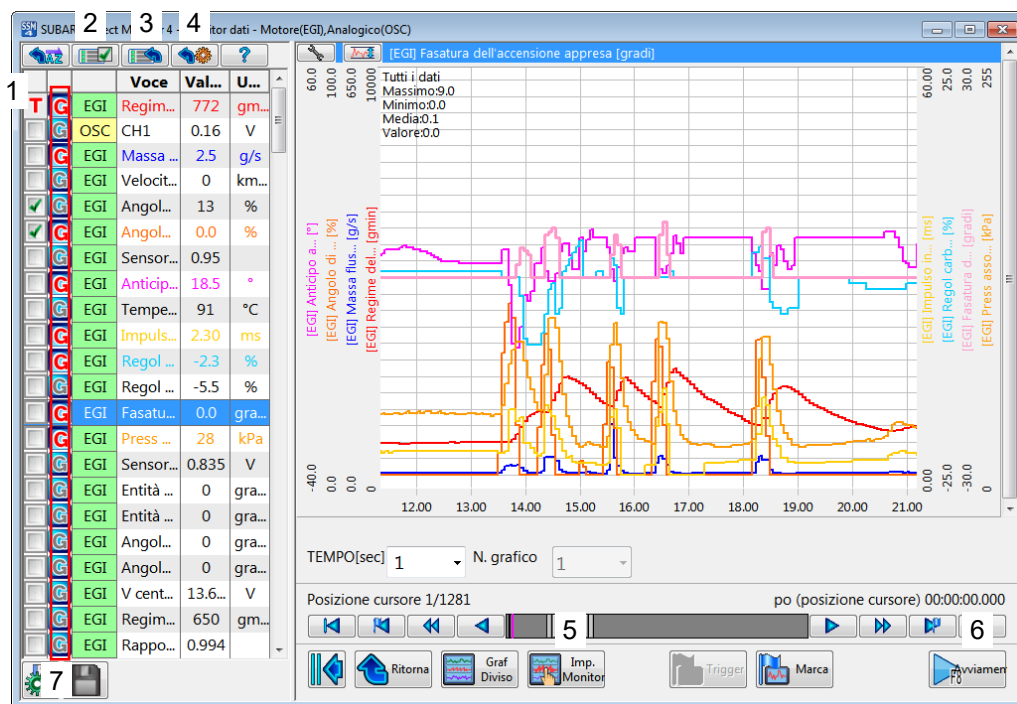 SSM4 SUBAR ect M r 4 - itor dati - Motore(EGI),Analogico(OSC)
2 3 4
AZ ?
[EGI] Fasatura dell'accensione appresa [gradi]
Voce Val... U...
1
T G EGI Regim... 772 gm...
G OSC CH1 0.16 V
G EGI Massa ... 2.5 g/s
G EGI Velocit... 0 km...
G EGI Angol... 13 %
G EGI Angol... 0.0 %
G EGI Sensor... 0.95
G EGI Anticip... 18.5 °
G EGI Tempe... 91 °C
G EGI Impuls... 2.30 ms
G EGI Regol ... -2.3 %
G EGI Regol ... -5.5 %
G EGI Fasatu... 0.0 gra...
G EGI Press ... 28 kPa
G EGI Sensor... 0.835 V
G EGI Entità ... 0 gra...
G EGI Entità ... 0 gra...
G EGI Angol... 0 gra...
G EGI Angol... 0 gra...
G EGI V cent... 13.6... V
G EGI Regim... 650 gm...
G EGI Rappo... 0.994
7
60.0 100.0 650.0 10000
Tutti i dati
Massimo:9.0
Minimo:0.0
Media:0.1
Valore:0.0
60.00 25.0 30.0 255
[EGI] Anticipo a... [°]
[EGI] Angolo di ... [%]
[EGI] Massa flus... [g/s]
[EGI] Regime del... [gmin]
[EGI] Impulso in... [ms]
[EGI] Regol carb... [%]
[EGI] Fasatura d... [gradi]
[EGI] Press asso... [kPa]
-40.0 0.0 0.0 0
0.00 -25.0 -30.0 0
12.00 13.00 14.00 15.00 16.00 17.00 18.00 19.00 20.00 21.00
TEMPO[sec] 1 N. grafico 1
Posizione cursore 1/1281 po (posizione cursore) 00:00:00.000
5 6
Ritorna
Graf Diviso
Imp. Monitor
Trigger
Marca
Avviamen
F8